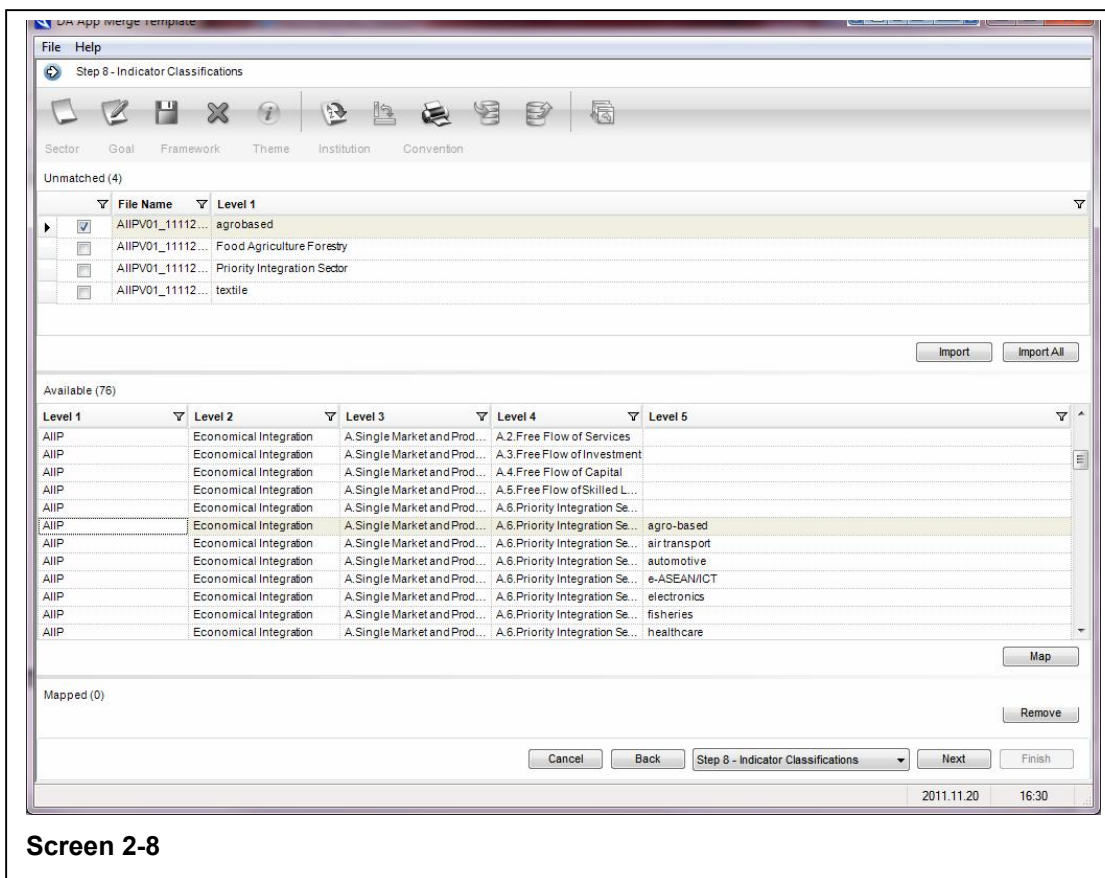 DA App Merge Template
File Help
Step 8 - Indicator Classifications
Sector Goal Framework Theme Institution Convention
Unmatched (4)
File Name Level 1
AIIPV01_11112... agrobased
AIIPV01_11112... Food Agriculture Forestry
AIIPV01_11112... Priority Integration Sector
AIIPV01_11112... textile
Import Import All
Available (76)
Level 1 Level 2 Level 3 Level 4 Level 5
AIIP Economical Integration A.Single Market and Prod... A.2.Free Flow of Services
AIIP Economical Integration A.Single Market and Prod... A.3.Free Flow of Investment
AIIP Economical Integration A.Single Market and Prod... A.4.Free Flow of Capital
AIIP Economical Integration A.Single Market and Prod... A.5.Free Flow of Skilled L...
AIIP Economical Integration A.Single Market and Prod... A.6.Priority Integration Se...
AIIP Economical Integration A.Single Market and Prod... A.6.Priority Integration Se... agro-based
AIIP Economical Integration A.Single Market and Prod... A.6.Priority Integration Se... air transport
AIIP Economical Integration A.Single Market and Prod... A.6.Priority Integration Se... automotive
AIIP Economical Integration A.Single Market and Prod... A.6.Priority Integration Se... e-ASEAN/ICT
AIIP Economical Integration A.Single Market and Prod... A.6.Priority Integration Se... electronics
AIIP Economical Integration A.Single Market and Prod... A.6.Priority Integration Se... fisheries
AIIP Economical Integration A.Single Market and Prod... A.6.Priority Integration Se... healthcare
Map
Mapped (0)
Remove
Cancel Back Step 8 - Indicator Classifications Next Finish
2011.11.20 16:30
Screen 2-8